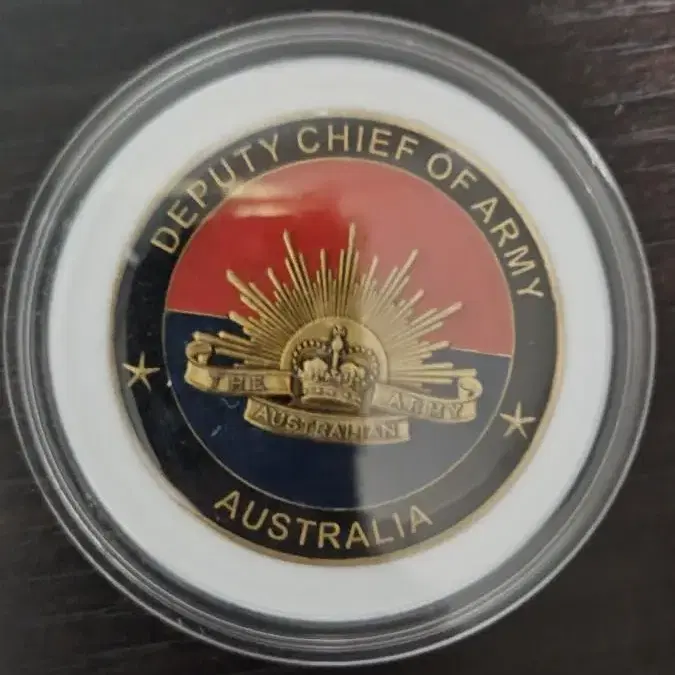 DEPUTY CHIEF OF ARMY
THE AUSTRALIAN ARMY
AUSTRALIA